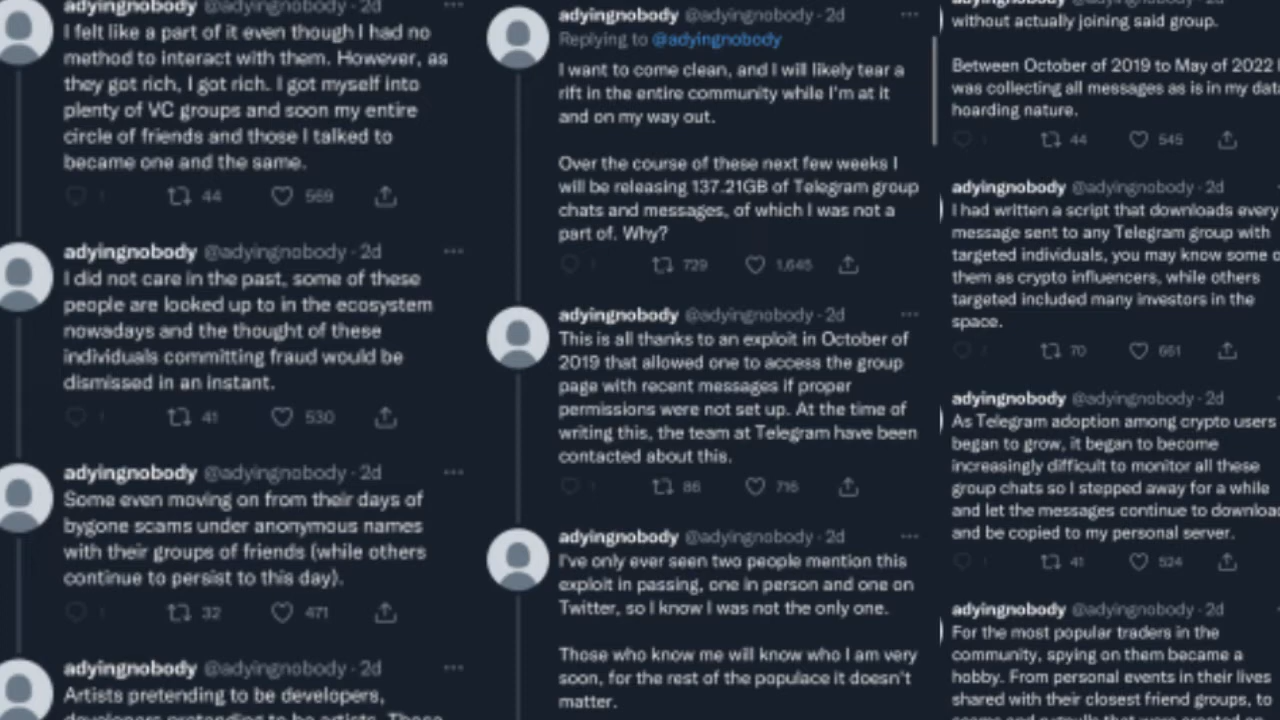 adyingnobody @adyingnobody · 2d
I felt like a part of it even though I had no
method to interact with them. However, as
they got rich, I got rich. I got myself into
plenty of VC groups and soon my entire
circle of friends and those I talked to
became one and the same.
1 44 569
adyingnobody @adyingnobody · 2d
I did not care in the past, some of these
people are looked up to in the ecosystem
nowadays and the thought of these
individuals committing fraud would be
dismissed in an instant.
1 41 530
adyingnobody @adyingnobody · 2d
Some even moving on from their days of
bygone scams under anonymous names
with their groups of friends (while others
continue to persist to this day).
1 32 471
adyingnobody @adyingnobody · 2d
Artists pretending to be developers,
developers pretending to be artists. These
adyingnobody @adyingnobody · 2d
Replying to @adyingnobody
I want to come clean, and I will likely tear a
rift in the entire community while I'm at it
and on my way out.
Over the course of these next few weeks I
will be releasing 137.21GB of Telegram group
chats and messages, of which I was not a
part of. Why?
1 729 1,645
adyingnobody @adyingnobody · 2d
This is all thanks to an exploit in October of
2019 that allowed one to access the group
page with recent messages if proper
permissions were not set up. At the time of
writing this, the team at Telegram have been
contacted about this.
1 86 716
adyingnobody @adyingnobody · 2d
I've only ever seen two people mention this
exploit in passing, one in person and one on
Twitter, so I know I was not the only one.
Those who know me will know who I am very
soon, for the rest of the populace it doesn't
matter.
adyingnobody @adyingnobody · 2d
without actually joining said group.
Between October of 2019 to May of 2022 I
was collecting all messages as is in my data
hoarding nature.
1 44 545
adyingnobody @adyingnobody · 2d
I had written a script that downloads every
message sent to any Telegram group with
targeted individuals, you may know some o
them as crypto influencers, while others
targeted included many investors in the
space.
1 70 661
adyingnobody @adyingnobody · 2d
As Telegram adoption among crypto users
began to grow, it began to become
increasingly difficult to monitor all these
group chats so I stepped away for a while
and let the messages continue to download
and be copied to my personal server.
1 41 524
adyingnobody @adyingnobody · 2d
For the most popular traders in the
community, spying on them became a
hobby. From personal events in their lives
shared with their closest friend groups, to